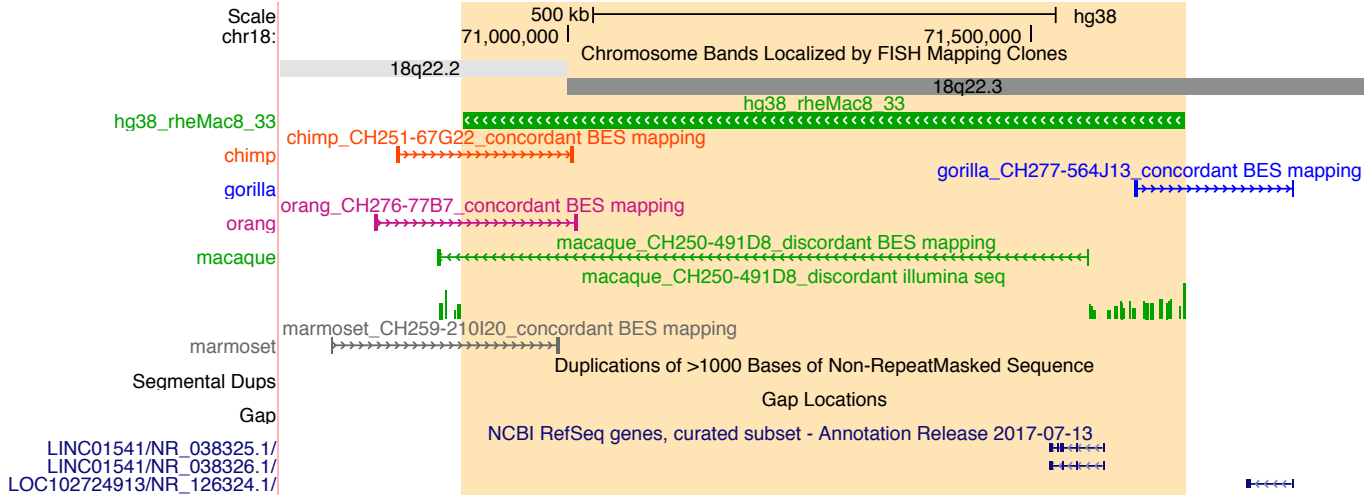 Scale 500 kb hg38
chr18: 71,000,000 71,500,000
Chromosome Bands Localized by FISH Mapping Clones
18q22.2
18q22.3
hg38_rheMac8_33
hg38_rheMac8_33
chimp_CH251-67G22_concordant BES mapping
chimp
gorilla_CH277-564J13_concordant BES mapping
gorilla
orang_CH276-77B7_concordant BES mapping
orang
macaque_CH250-491D8_discordant BES mapping
macaque
macaque_CH250-491D8_discordant illumina seq
marmoset_CH259-210I20_concordant BES mapping
marmoset
Duplications of >1000 Bases of Non-RepeatMasked Sequence
Segmental Dups
Gap Locations
Gap
NCBI RefSeq genes, curated subset - Annotation Release 2017-07-13
LINC01541/NR_038325.1/
LINC01541/NR_038326.1/
LOC102724913/NR_126324.1/